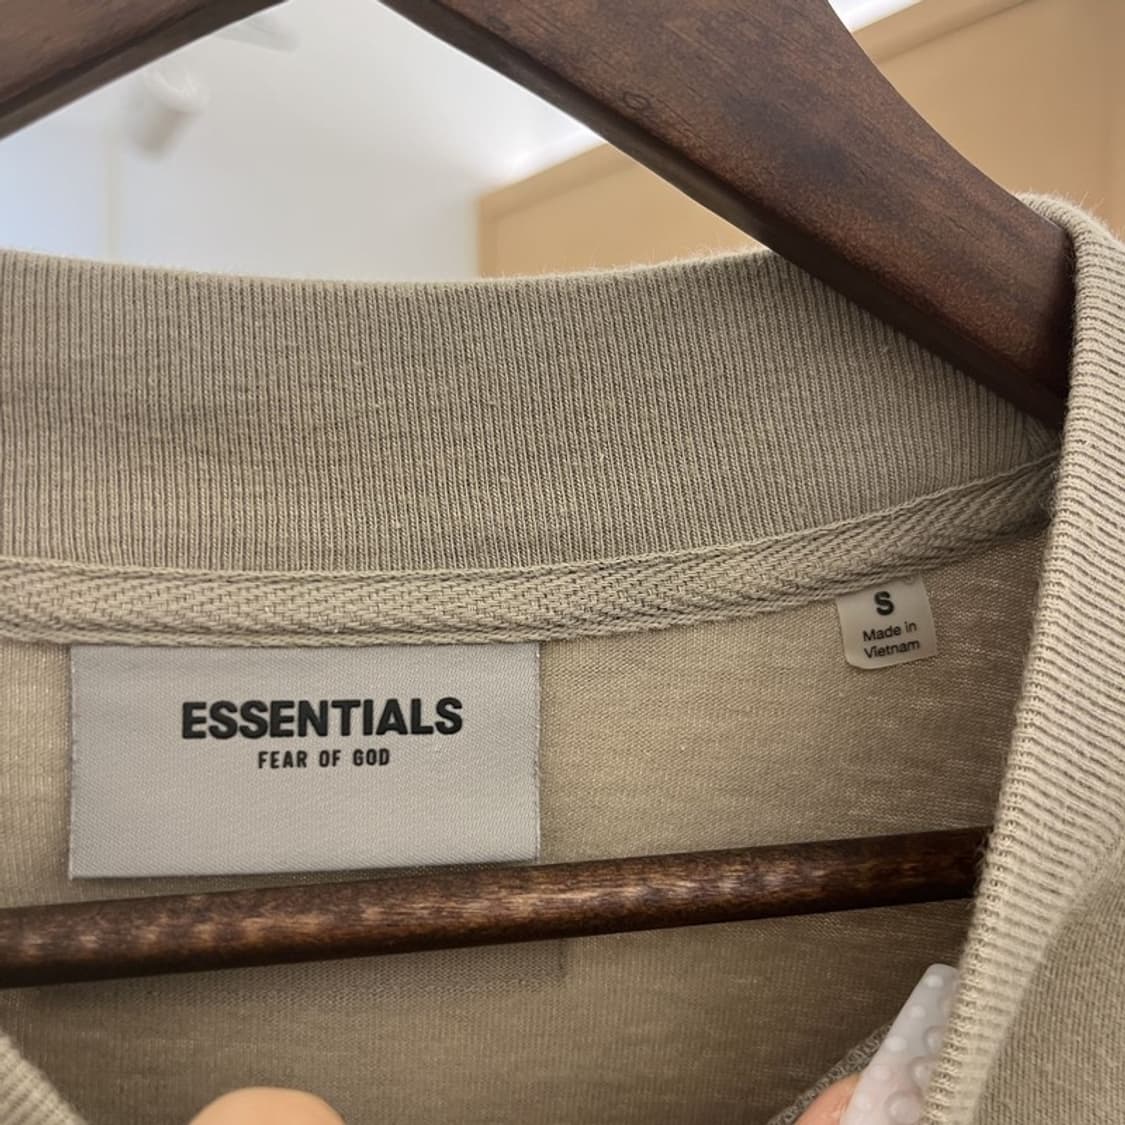 ESSENTIALS
FEAR OF GOD
S
Made in
Vietnam